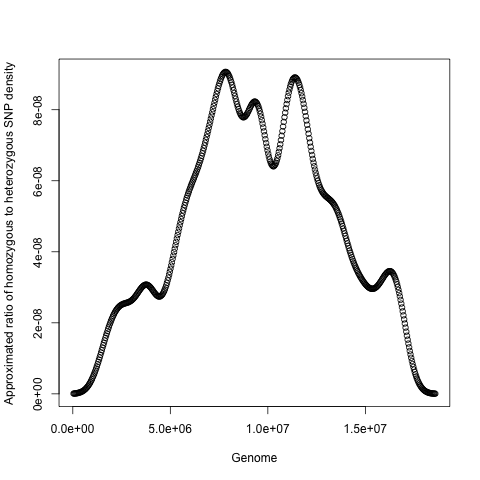 Approximated ratio of homozygous to heterozygous SNP density
8e-08
6e-08
4e-08
2e-08
0e+00
0.0e+00 5.0e+06 1.0e+07 1.5e+07
Genome